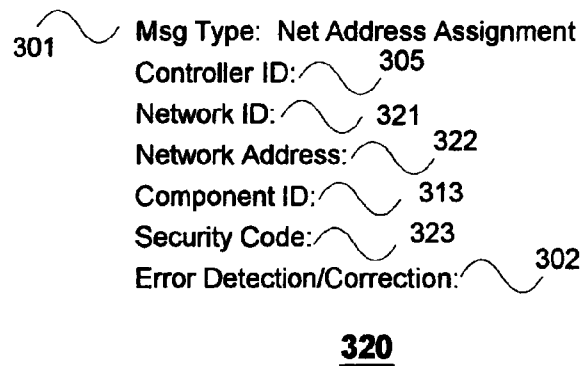 301 Msg Type: Net Address Assignment
Controller ID: 305
Network ID: 321
Network Address: 322
Component ID: 313
Security Code: 323
Error Detection/Correction: 302
320